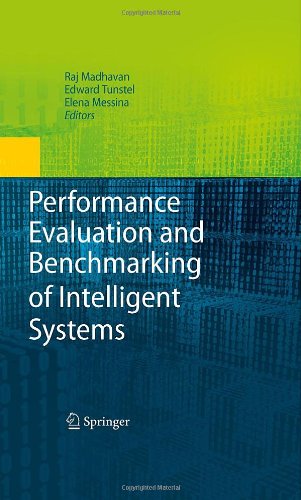 Raj Madhavan
Edward Tunstel
Elena Messina
Editors
Performance
Evaluation and
Benchmarking
of Intelligent
Systems
Springer